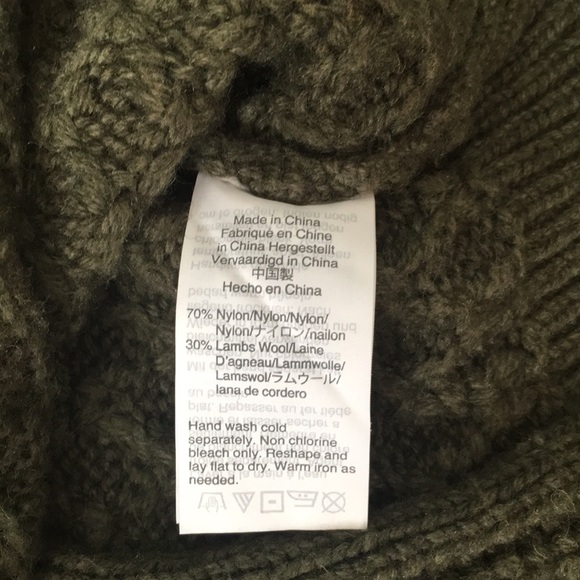 Made in China
Fabriqué en Chine
in China Hergestellt
Vervaardigd in China
中国製
Hecho en China
70% Nylon/Nylon/Nylon/
Nylon/ナイロン/nailon
30% Lambs Wool/Laine
D'agneau/Lammwolle/
Lamswol/ラムウール/
lana de cordero
Hand wash cold
separately. Non chlorine
bleach only. Reshape and
lay flat to dry. Warm iron as
needed.